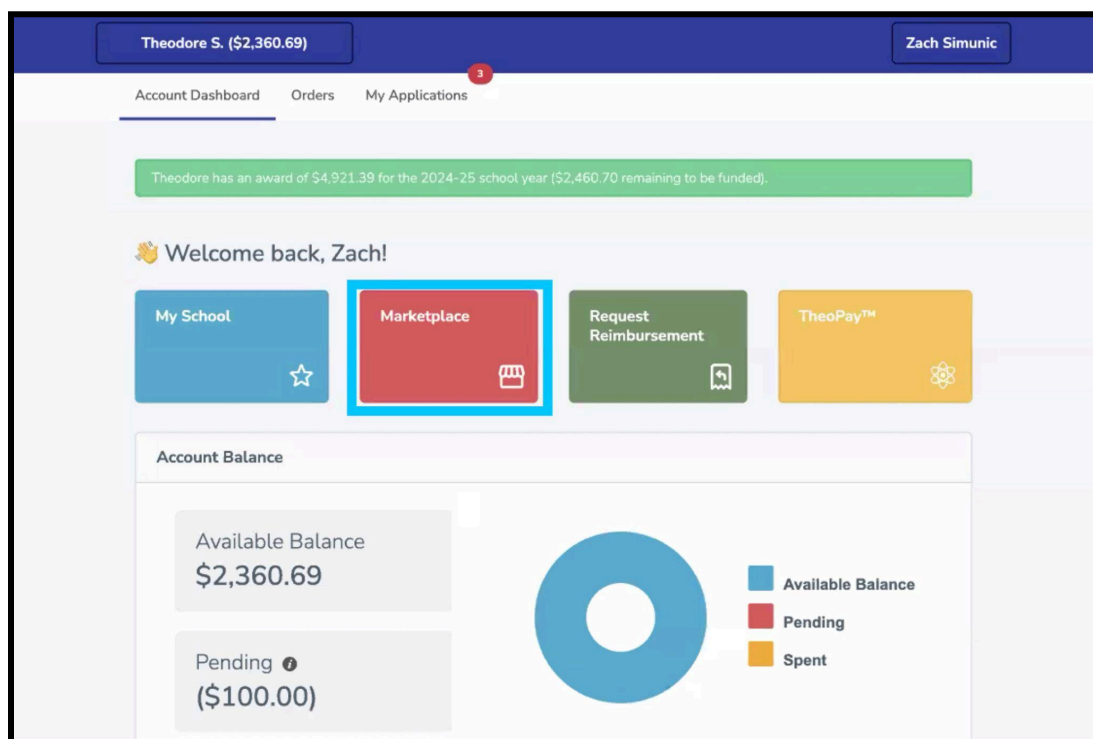 Theodore S. ($2,360.69)
Zach Simunic
3
Account Dashboard
Orders
My Applications
Theodore has an award of $4,921.39 for the 2024-25 school year ($2,460.70 remaining to be funded).
👋 Welcome back, Zach!
My School
Marketplace
Request
Reimbursement
TheoPay™
Account Balance
Available Balance
$2,360.69
Pending
($100.00)
Available Balance
Pending
Spent